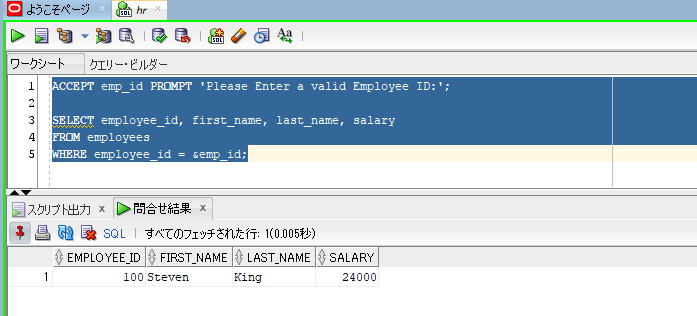 ようこそページ
hr
ワークシート クエリー・ビルダー
1 ACCEPT emp_id PROMPT 'Please Enter a valid Employee ID:';
2
3 SELECT employee_id, first_name, last_name, salary
4 FROM employees
5 WHERE employee_id = &emp_id;
スクリプト出力 x 問合せ結果 x
SQL | すべてのフェッチされた行: 1(0.005秒)
EMPLOYEE_ID FIRST_NAME LAST_NAME SALARY
1 100 Steven King 24000